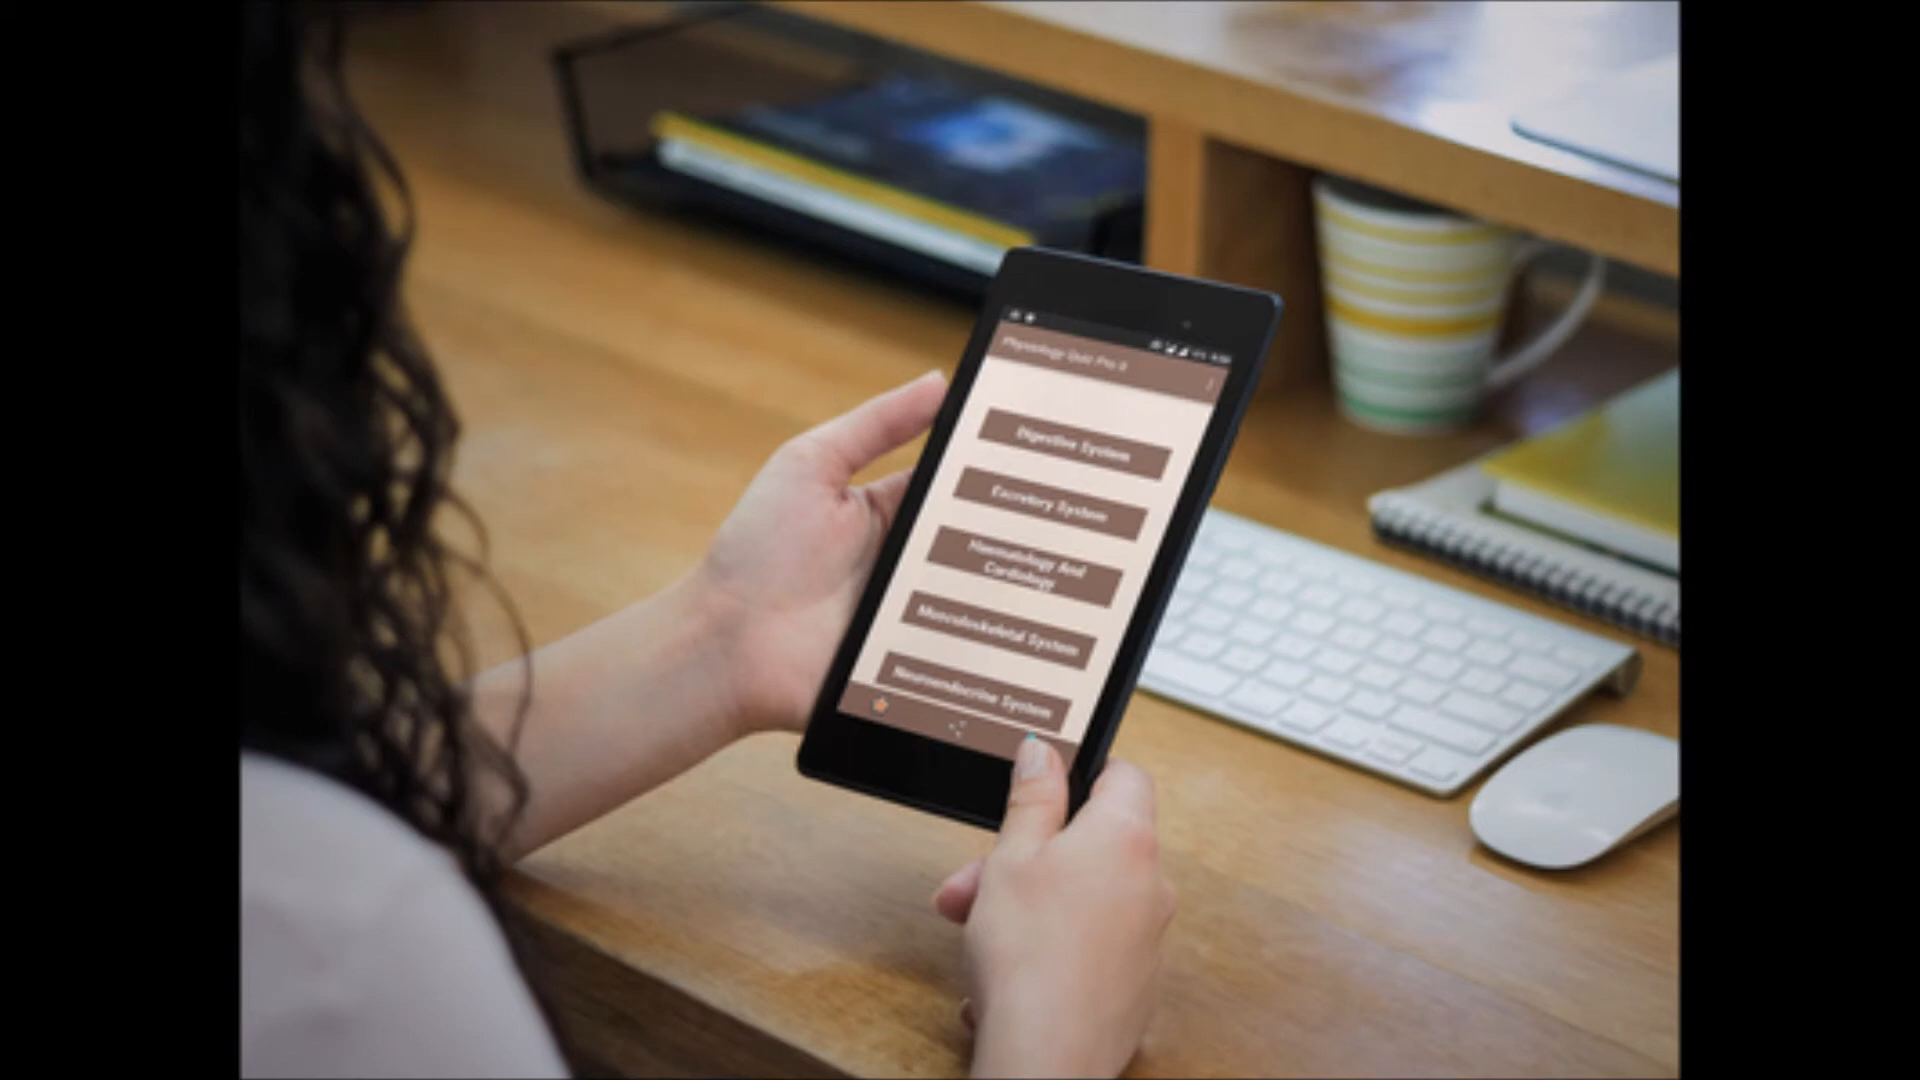 Physiology Quiz Pro
Digestive System
Excretory System
Haematology And
Cardiology
Musculoskeletal System
Neuroendocrine System